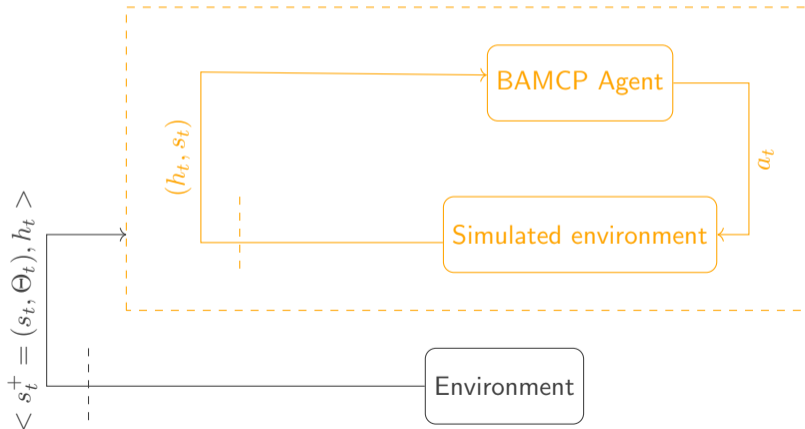 BAMCP Agent
(h_t, s_t)
a_t
Simulated environment
< s_t^+ = (s_t, Θ_t), h_t >
Environment